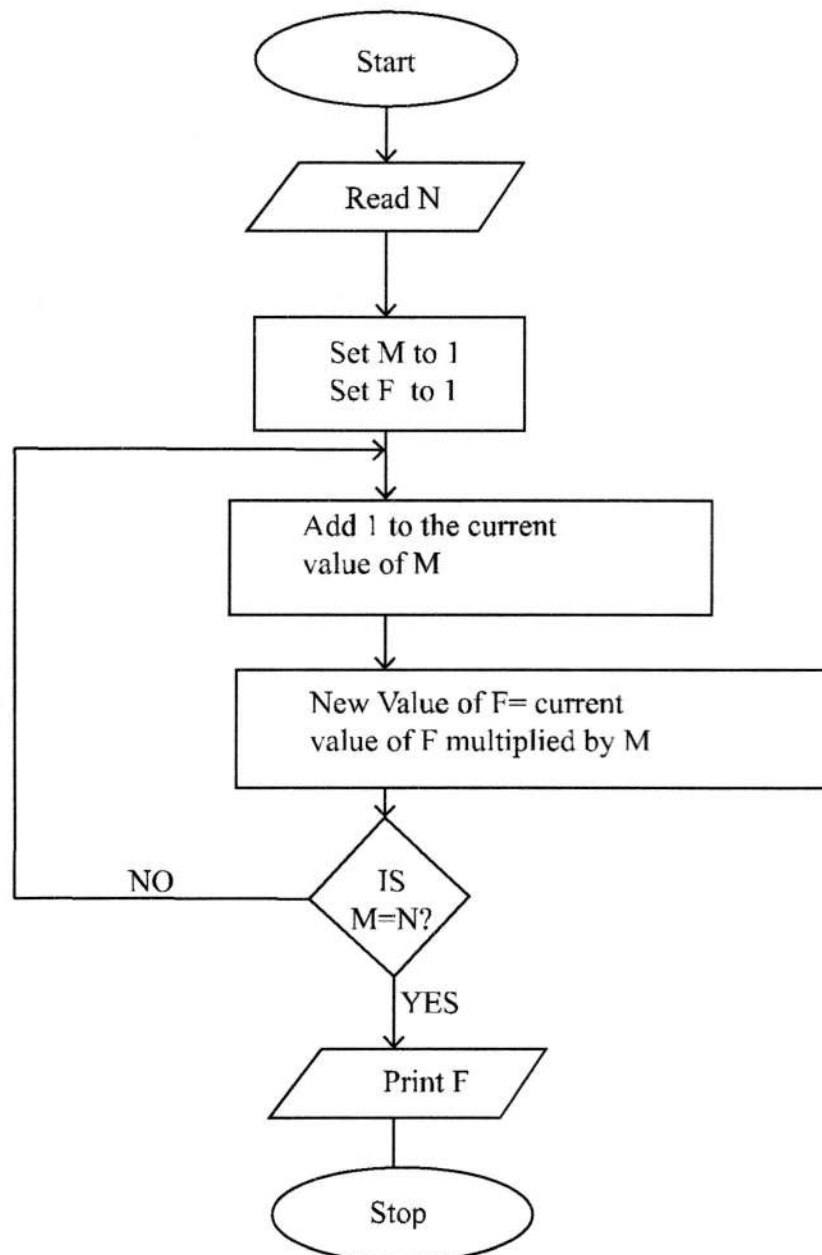 Start
Read N
Set M to 1
Set F to 1
Add 1 to the current
value of M
New Value of F= current
value of F multiplied by M
IS
M=N?
NO
YES
Print F
Stop